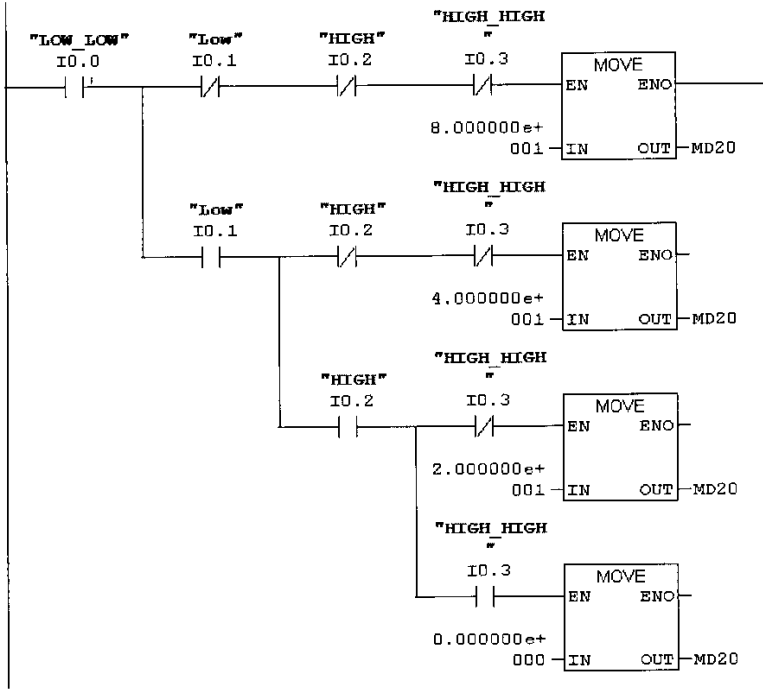 "HIGH_HIGH
"LOW_LOW" "Low" "HIGH" "
I0.0 I0.1 I0.2 I0.3 MOVE
EN ENO
8.000000e+
001 IN OUT MD20
"HIGH_HIGH
"Low" "HIGH" "
I0.1 I0.2 I0.3 MOVE
EN ENO
4.000000e+
001 IN OUT MD20
"HIGH_HIGH
"HIGH" "
I0.2 I0.3 MOVE
EN ENO
2.000000e+
001 IN OUT MD20
"HIGH_HIGH
"
I0.3 MOVE
EN ENO
0.000000e+
000 IN OUT MD20